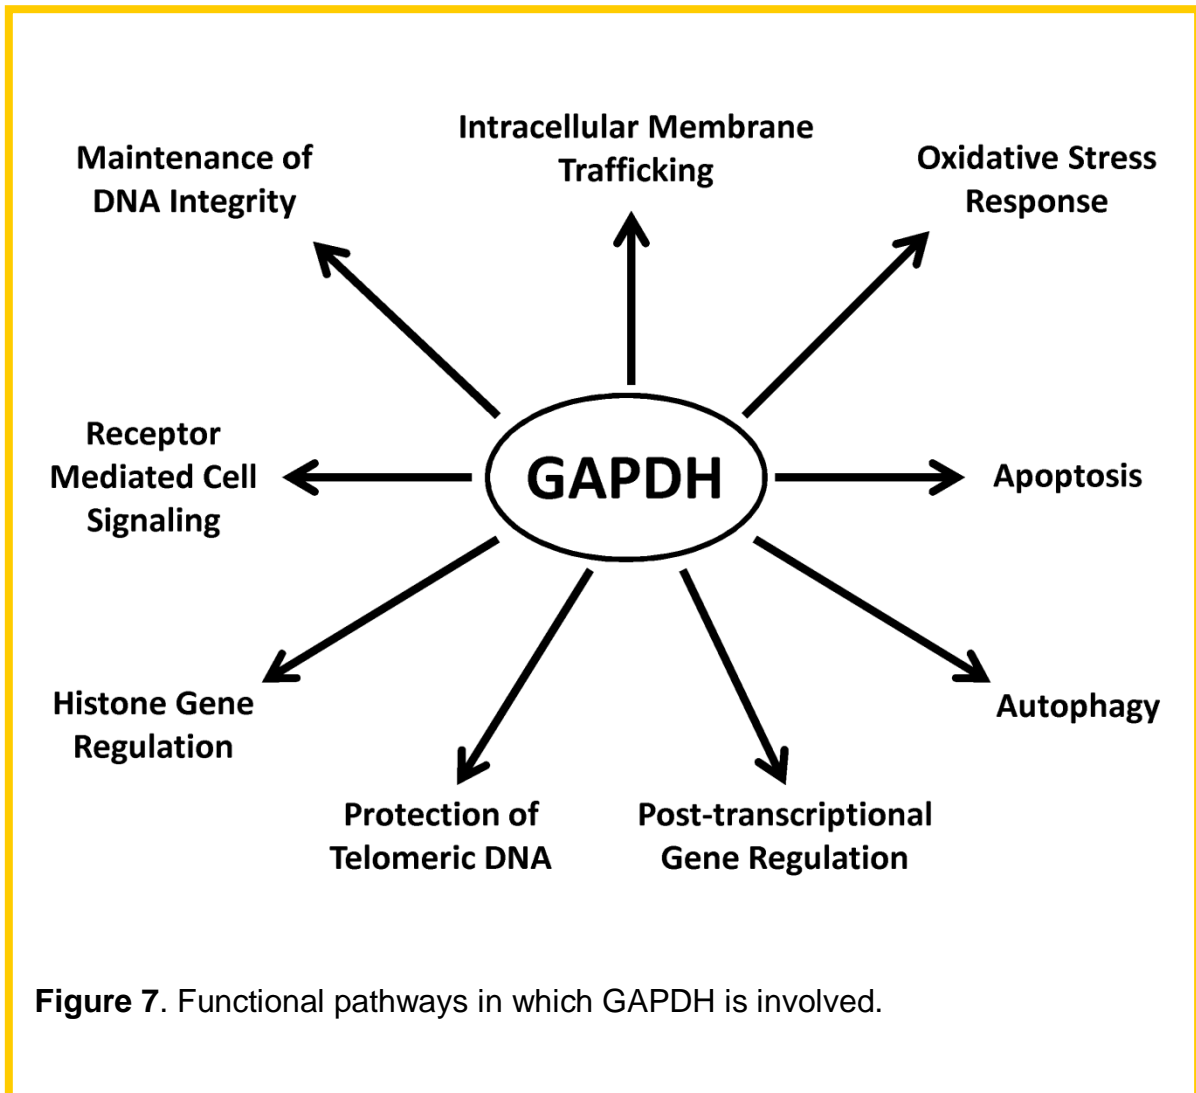 Intracellular Membrane
Trafficking
Maintenance of
DNA Integrity
Oxidative Stress
Response
Receptor
Mediated Cell
Signaling
GAPDH
Apoptosis
Histone Gene
Regulation
Autophagy
Protection of
Telomeric DNA
Post-transcriptional
Gene Regulation
Figure 7. Functional pathways in which GAPDH is involved.